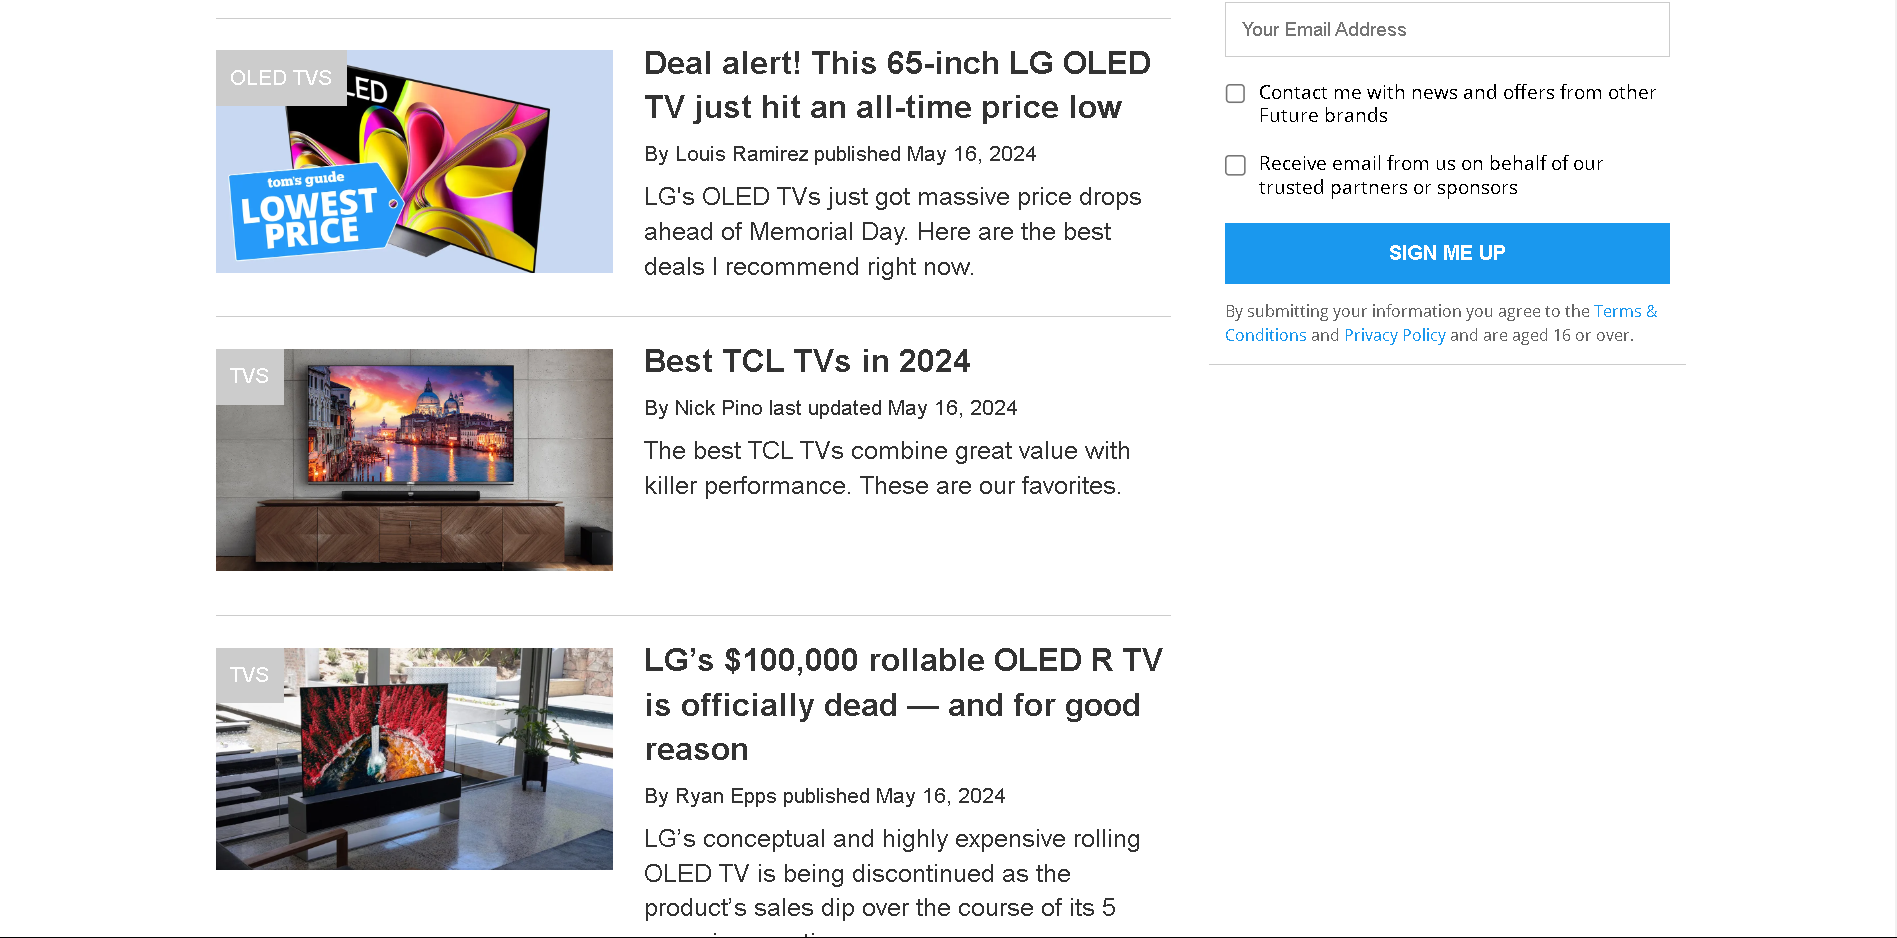 OLED TVS
LED
tom's guide
LOWEST
PRICE
Deal alert! This 65-inch LG OLED
TV just hit an all-time price low
By Louis Ramirez published May 16, 2024
LG's OLED TVs just got massive price drops
ahead of Memorial Day. Here are the best
deals I recommend right now.
TVS
Best TCL TVs in 2024
By Nick Pino last updated May 16, 2024
The best TCL TVs combine great value with
killer performance. These are our favorites.
TVS
LG’s $100,000 rollable OLED R TV
is officially dead — and for good
reason
By Ryan Epps published May 16, 2024
LG’s conceptual and highly expensive rolling
OLED TV is being discontinued as the
product’s sales dip over the course of its 5
Your Email Address
Contact me with news and offers from other
Future brands
Receive email from us on behalf of our
trusted partners or sponsors
SIGN ME UP
By submitting your information you agree to the Terms &
Conditions and Privacy Policy and are aged 16 or over.